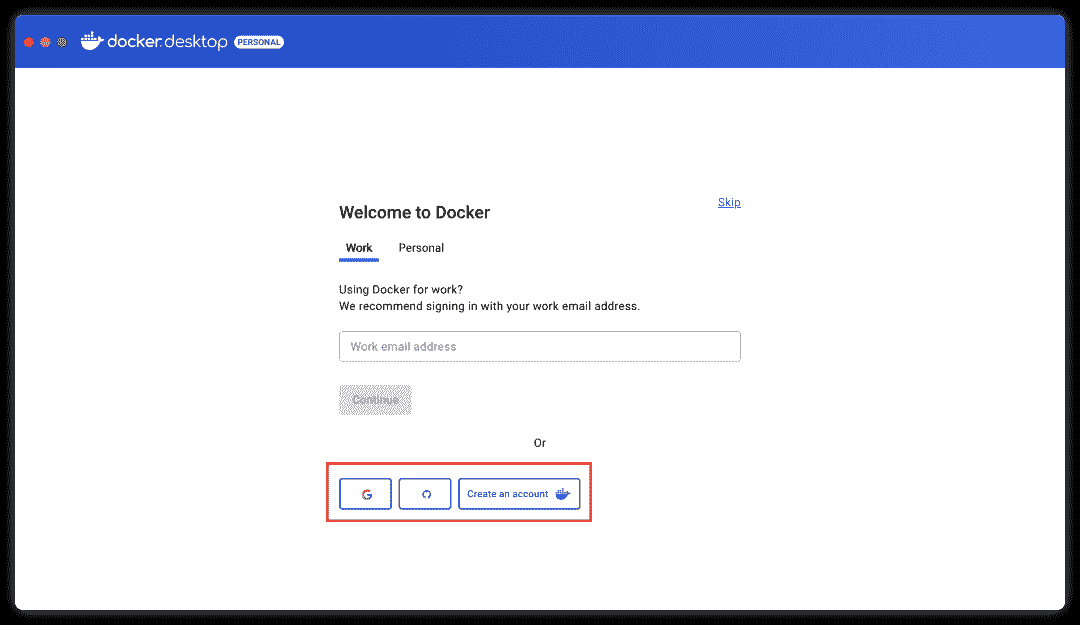 docker desktop PERSONAL
Skip
Welcome to Docker
Work Personal
Using Docker for work?
We recommend signing in with your work email address.
Work email address
Continue
Or
G Create an account